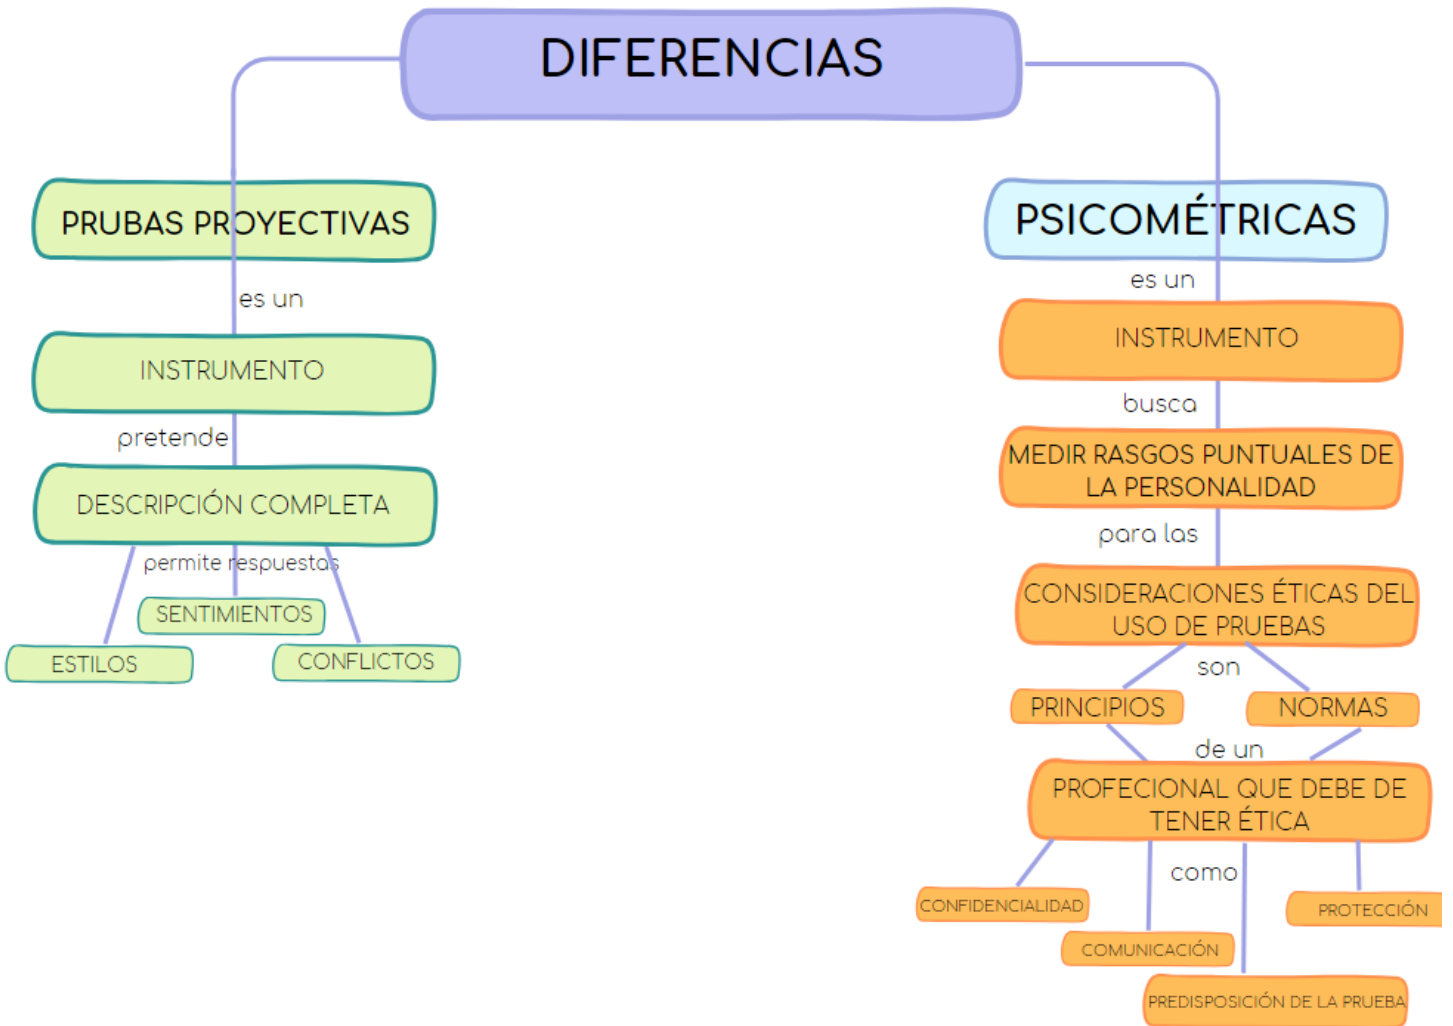 DIFERENCIAS
PRUBAS PROYECTIVAS
es un
INSTRUMENTO
pretende
DESCRIPCIÓN COMPLETA
permite respuestas
SENTIMIENTOS
ESTILOS
CONFLICTOS
PSICOMÉTRICAS
es un
INSTRUMENTO
busca
MEDIR RASGOS PUNTUALES DE
LA PERSONALIDAD
para las
CONSIDERACIONES ÉTICAS DEL
USO DE PRUEBAS
son
PRINCIPIOS
NORMAS
de un
PROFECIONAL QUE DEBE DE
TENER ÉTICA
como
CONFIDENCIALIDAD
COMUNICACIÓN
PREDISPOSICIÓN DE LA PRUEBA
PROTECCIÓN